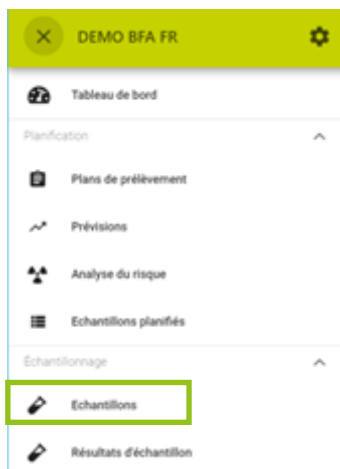 DEMO BFA FR
Tableau de bord
Planification
Plans de prélèvement
Prévisions
Analyse du risque
Echantillons planifiés
Échantillonnage
Echantillons
Résultats d'échantillon